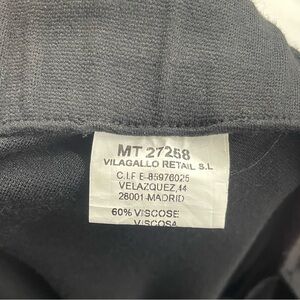 MT 27258
VILAGALLO RETAIL S.L
C.I.F E-85976025
VELAZQUEZ,44
28001-MADRID
60% VISCOSE
VISCOSA